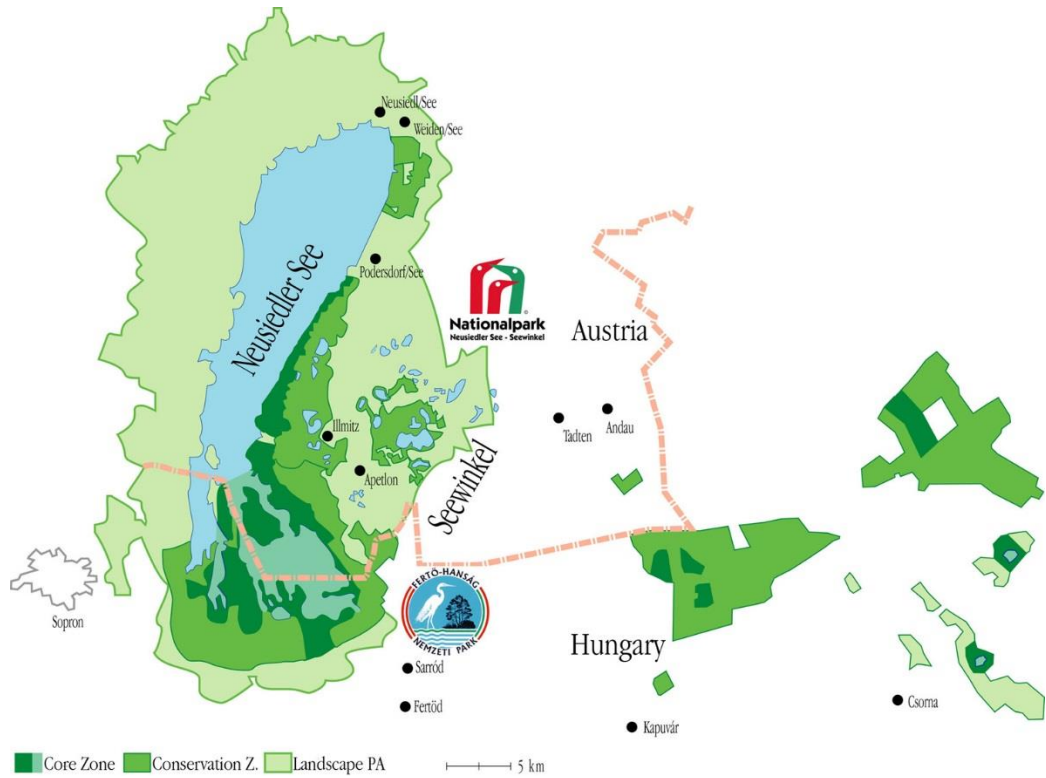 Neusiedl/See
Weiden/See
Neusiedler See
Podersdorf/See
Nationalpark
Neusiedler See - Seewinkel
®
Austria
Tadten
Andau
Illmitz
Apetlon
Seewinkel
FERTŐ-HANSÁG
NEMZETI PARK
Sopron
Hungary
Sarród
Fertöd
Kapuvár
Csorna
Core Zone
Conservation Z.
Landscape PA
5 km